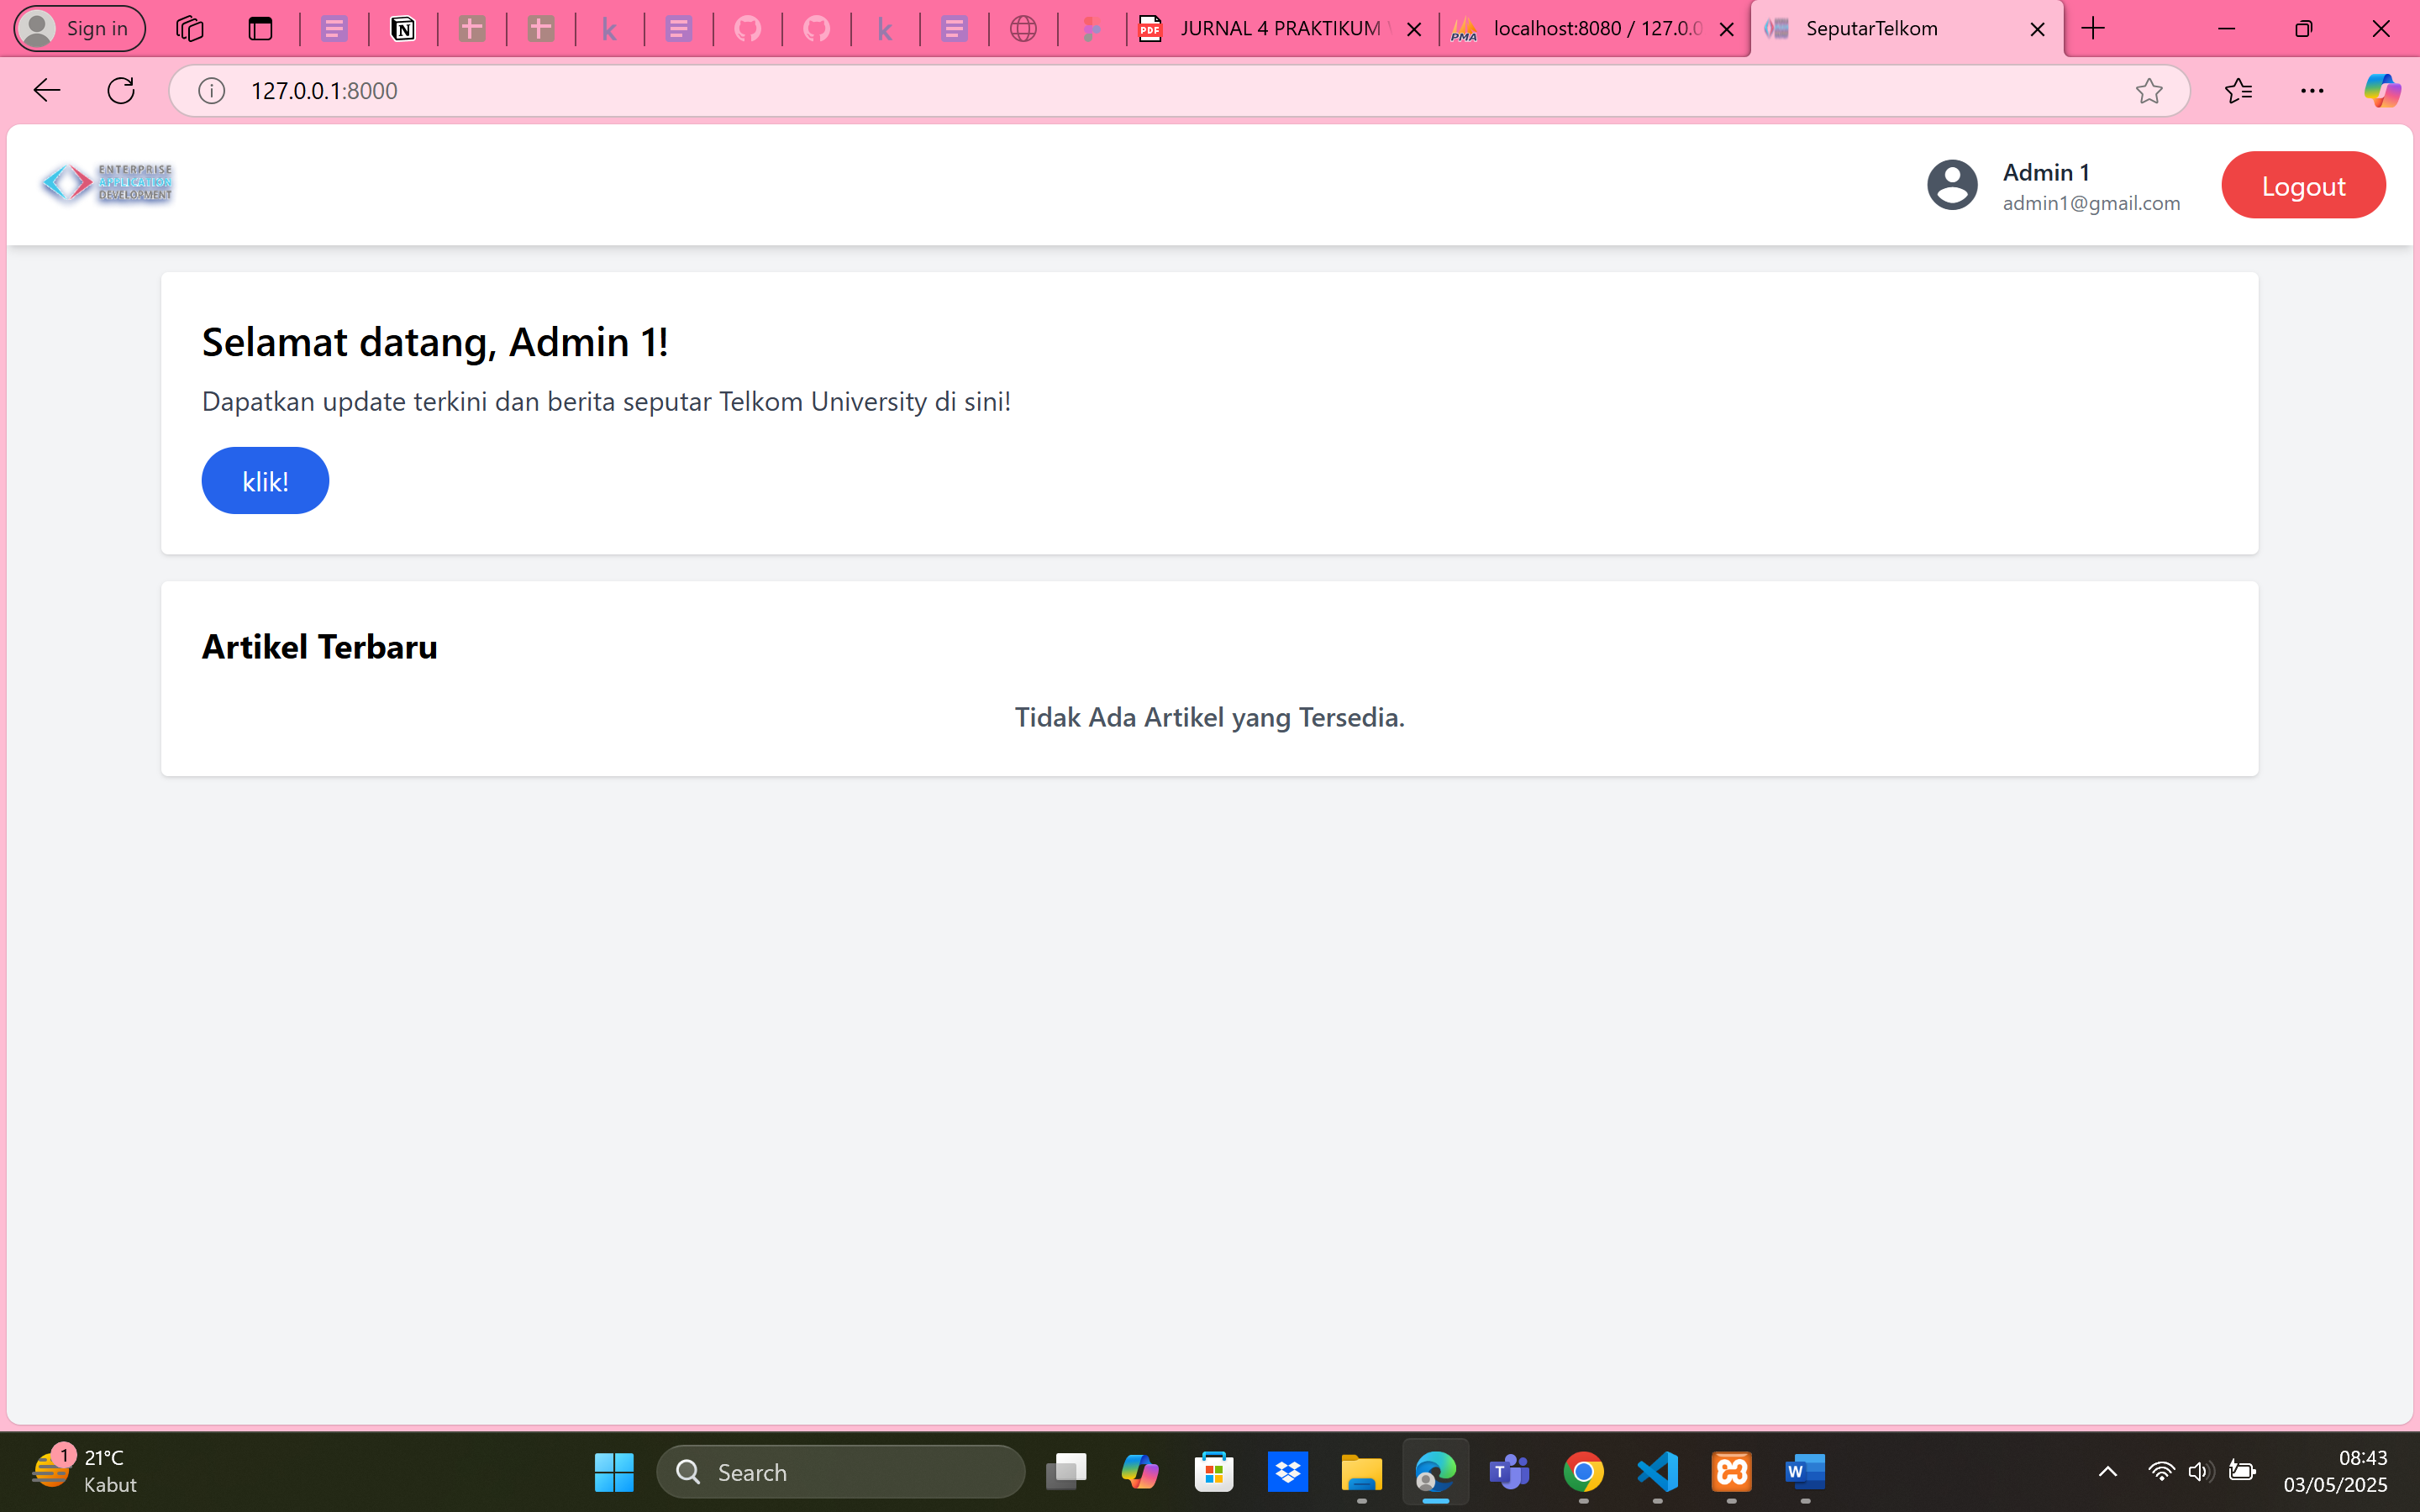 Sign in
JURNAL 4 PRAKTIKUM
localhost:8080 / 127.0.0
SeputarTelkom
127.0.0.1:8000
ENTERPRISE
APPLICATION
DEVELOPMENT
Admin 1
admin1@gmail.com
Logout
Selamat datang, Admin 1!
Dapatkan update terkini dan berita seputar Telkom University di sini!
klik!
Artikel Terbaru
Tidak Ada Artikel yang Tersedia.
1
21°C
Kabut
Search
08:43
03/05/2025